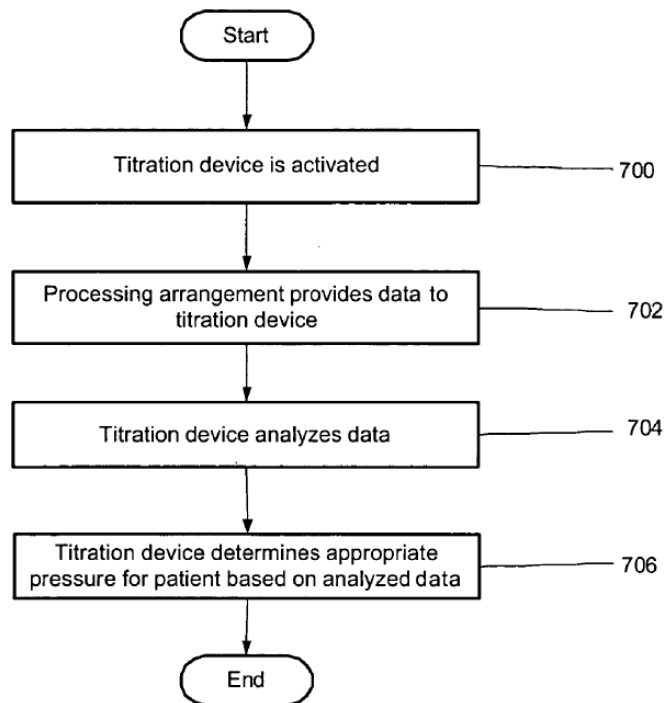 Start
Titration device is activated
700
Processing arrangement provides data to
titration device
702
Titration device analyzes data
704
Titration device determines appropriate
pressure for patient based on analyzed data
706
End